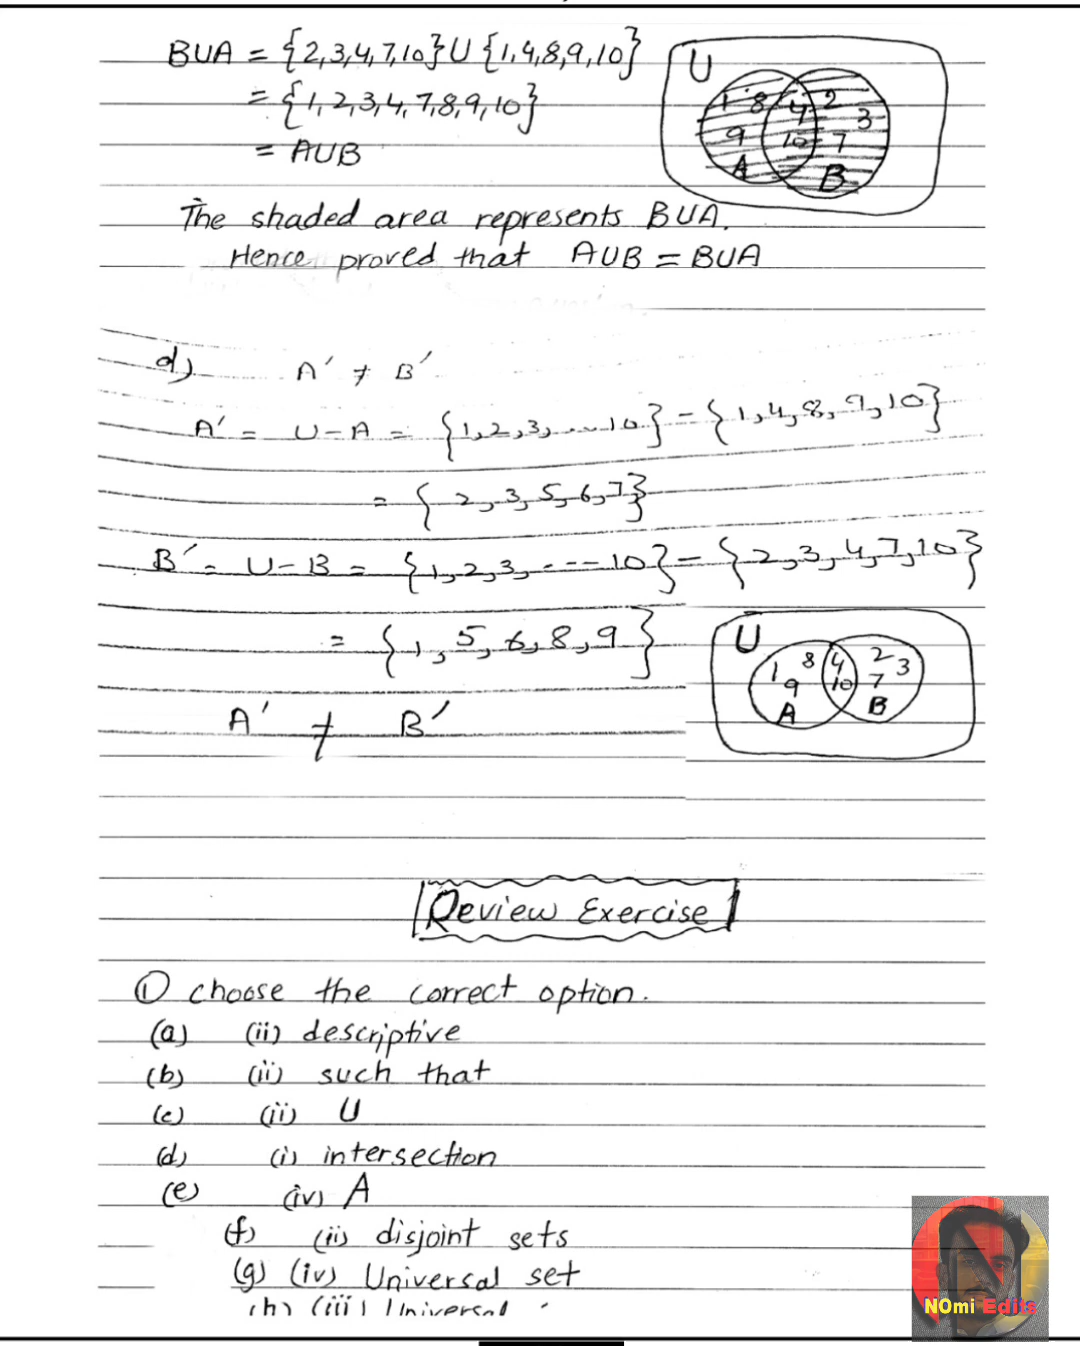 BUA = {2,3,4,7,10} U {1,4,8,9,10}
= {1,2,3,4,7,8,9,10}
= AUB
U
1 8 4 2
3
9 10 7
A B
The shaded area represents BUA.
Hence proved that AUB = BUA
d) A′ ≠ B′
A′ = U-A = {1,2,3,....10} - {1,4,8,9,10}
= {2,3,5,6,7}
B′ = U-B = {1,2,3,----10} - {2,3,4,7,10}
= {1,5,6,8,9}
U
1 8 4 2 3
9 10 7
A B
A′ ≠ B′
Review Exercise 1
① choose the correct option.
(a) (ii) descriptive
(b) (ii) such that
(c) (ii) U
(d) (i) intersection
(e) (iv) A
(f) (ii) disjoint sets
(g) (iv) Universal set
(h) (iii) Universal
NOmi Edits